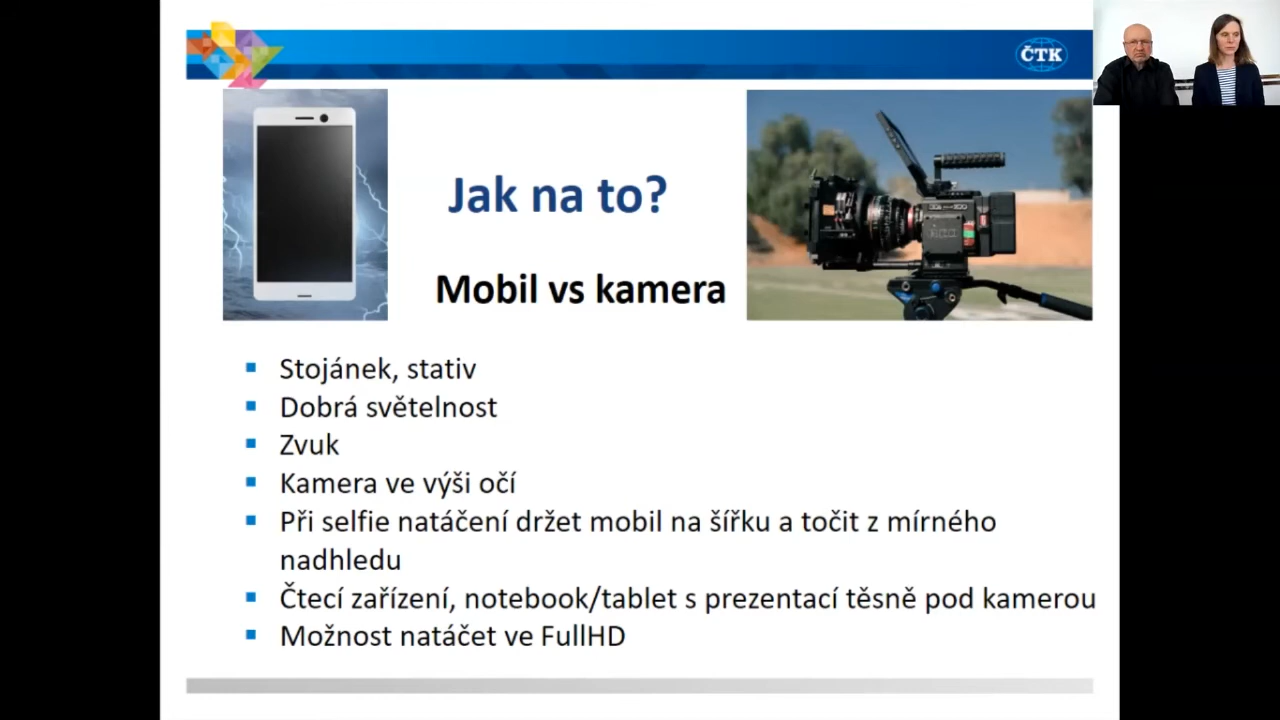 ČTK
Jak na to?
Mobil vs kamera
Stojánek, stativ
Dobrá světelnost
Zvuk
Kamera ve výši očí
Při selfie natáčení držet mobil na šířku a točit z mírného
nadhledu
Čtecí zařízení, notebook/tablet s prezentací těsně pod kamerou
Možnost natáčet ve FullHD